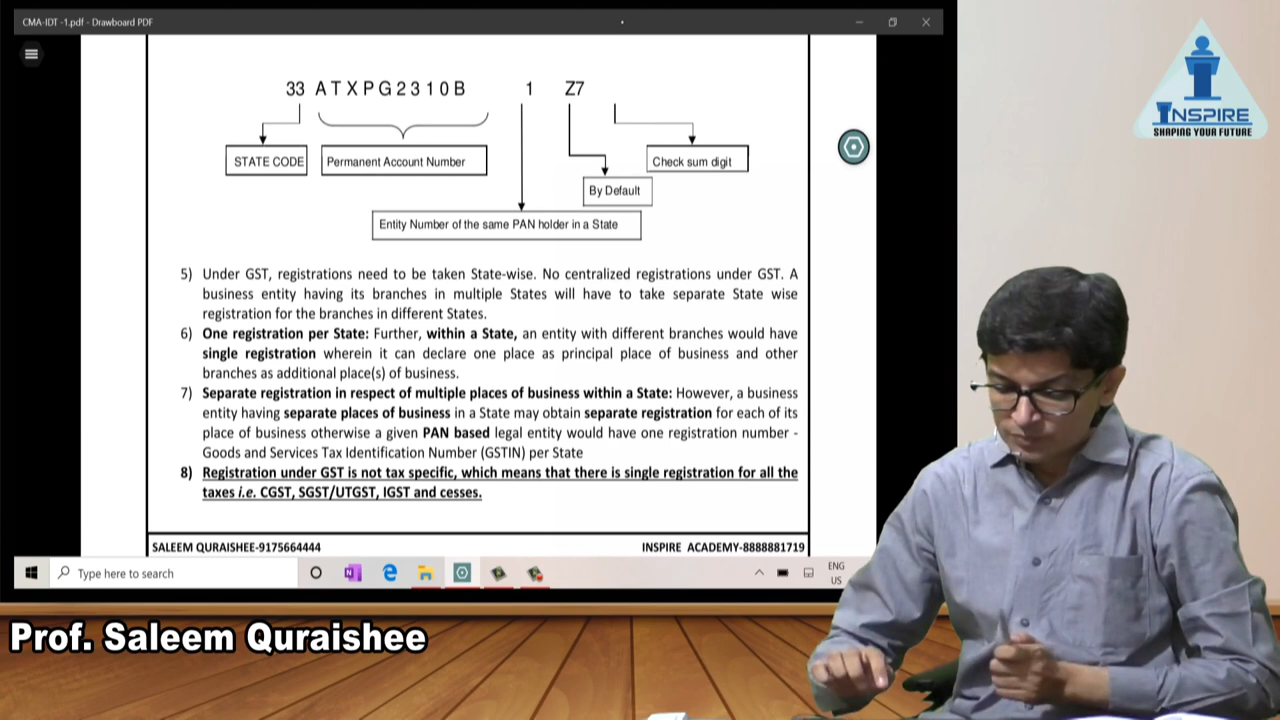 CMA-IDT -1.pdf - Drawboard PDF
33 ATXPG2310B 1 Z7
STATE CODE
Permanent Account Number
Check sum digit
By Default
Entity Number of the same PAN holder in a State
5) Under GST, registrations need to be taken State-wise. No centralized registrations under GST. A
business entity having its branches in multiple States will have to take separate State wise
registration for the branches in different States.
6) One registration per State: Further, within a State, an entity with different branches would have
single registration wherein it can declare one place as principal place of business and other
branches as additional place(s) of business.
7) Separate registration in respect of multiple places of business within a State: However, a business
entity having separate places of business in a State may obtain separate registration for each of its
place of business otherwise a given PAN based legal entity would have one registration number -
Goods and Services Tax Identification Number (GSTIN) per State
8) Registration under GST is not tax specific, which means that there is single registration for all the
taxes i.e. CGST, SGST/UTGST, IGST and cesses.
SALEEM QURAISHEE-9175664444
INSPIRE ACADEMY-8888881719
Type here to search
ENG
US
Prof. Saleem Quraishee
INSPIRE
SHAPING YOUR FUTURE